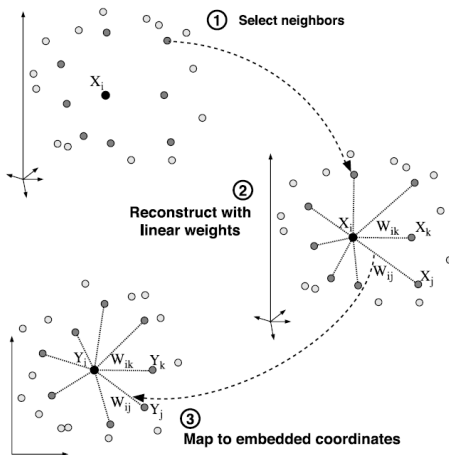 1 Select neighbors
Xi
2
Reconstruct with
linear weights
Xi Wik Xk
Wij
Xj
Yi Wik Yk
Wij Yj
3
Map to embedded coordinates